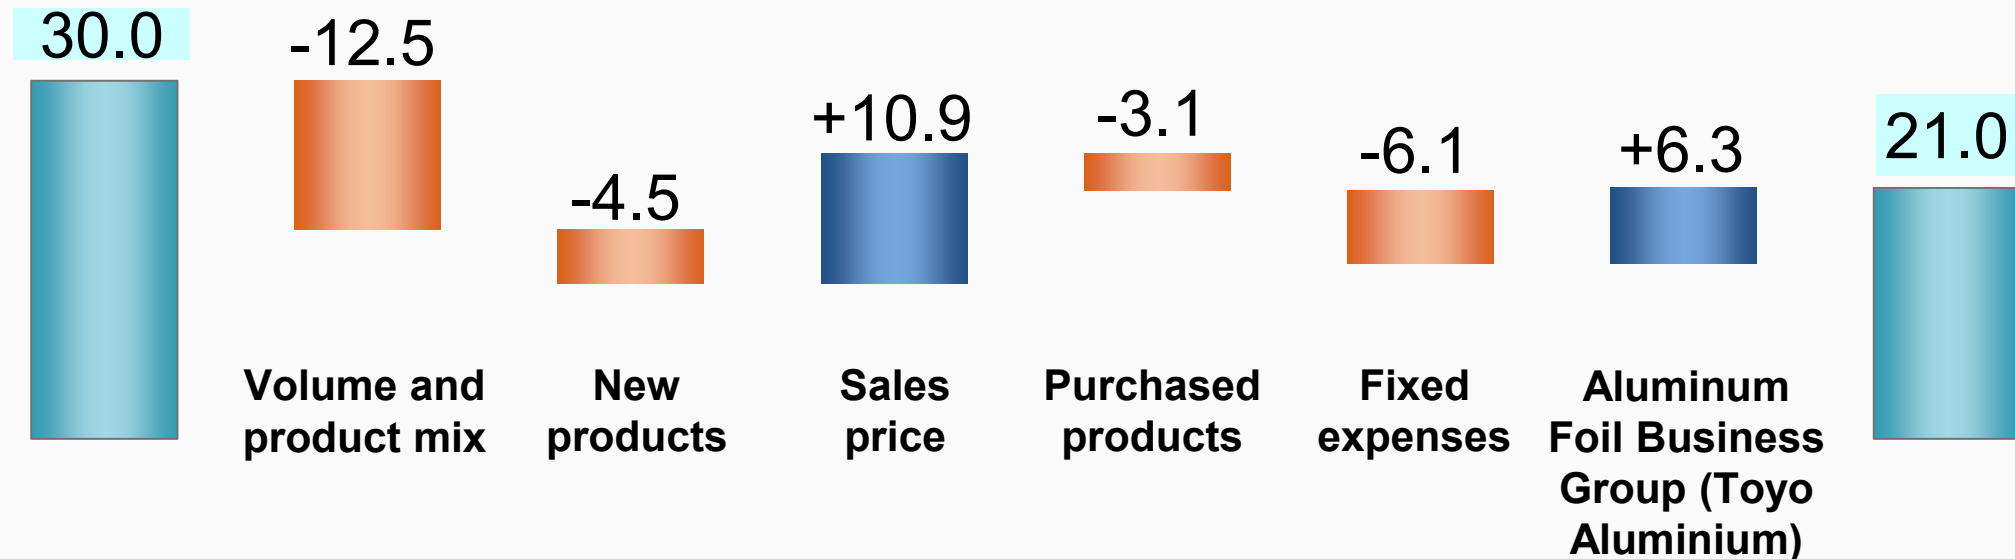 30.0
-12.5
-4.5
+10.9
-3.1
-6.1
+6.3
21.0
Volume and
product mix
New
products
Sales
price
Purchased
products
Fixed
expenses
Aluminum
Foil Business
Group (Toyo
Aluminium)